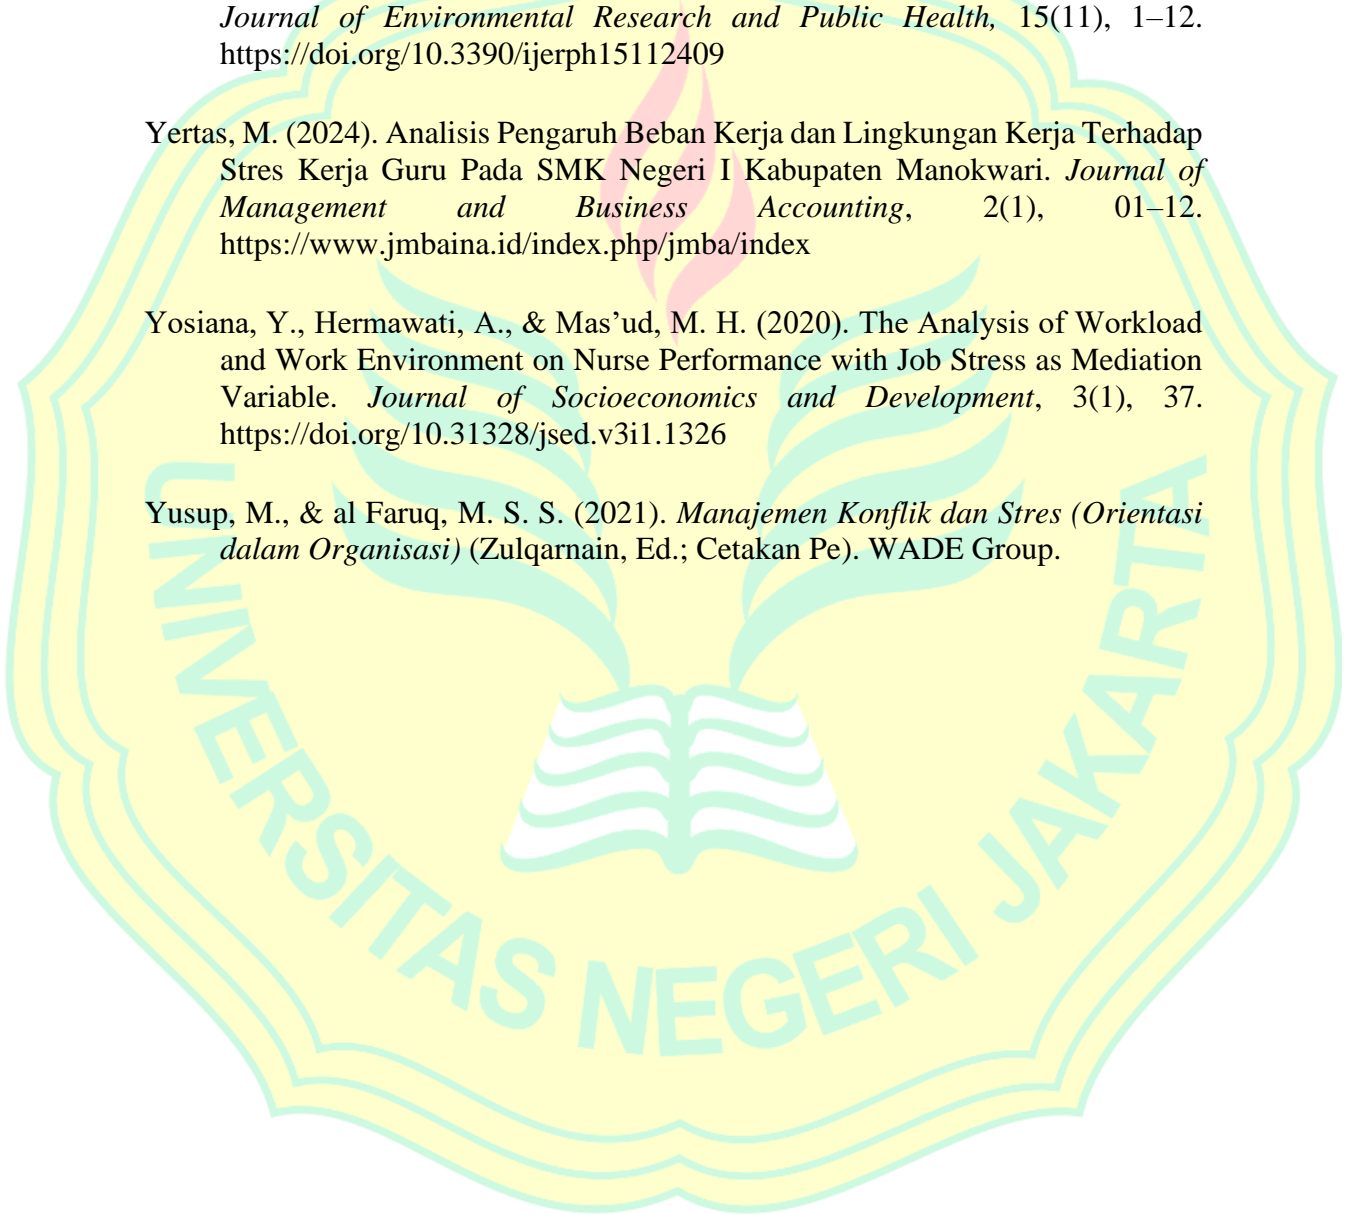 Journal of Environmental Research and Public Health, 15(11), 1–12.
https://doi.org/10.3390/ijerph15112409
Yertas, M. (2024). Analisis Pengaruh Beban Kerja dan Lingkungan Kerja Terhadap
Stres Kerja Guru Pada SMK Negeri I Kabupaten Manokwari. Journal of
Management and Business Accounting, 2(1), 01–12.
https://www.jmbaina.id/index.php/jmba/index
Yosiana, Y., Hermawati, A., & Mas’ud, M. H. (2020). The Analysis of Workload
and Work Environment on Nurse Performance with Job Stress as Mediation
Variable. Journal of Socioeconomics and Development, 3(1), 37.
https://doi.org/10.31328/jsed.v3i1.1326
Yusup, M., & al Faruq, M. S. S. (2021). Manajemen Konflik dan Stres (Orientasi
dalam Organisasi) (Zulqarnain, Ed.; Cetakan Pe). WADE Group.
UNIVERSITAS NEGERI JAKARTA